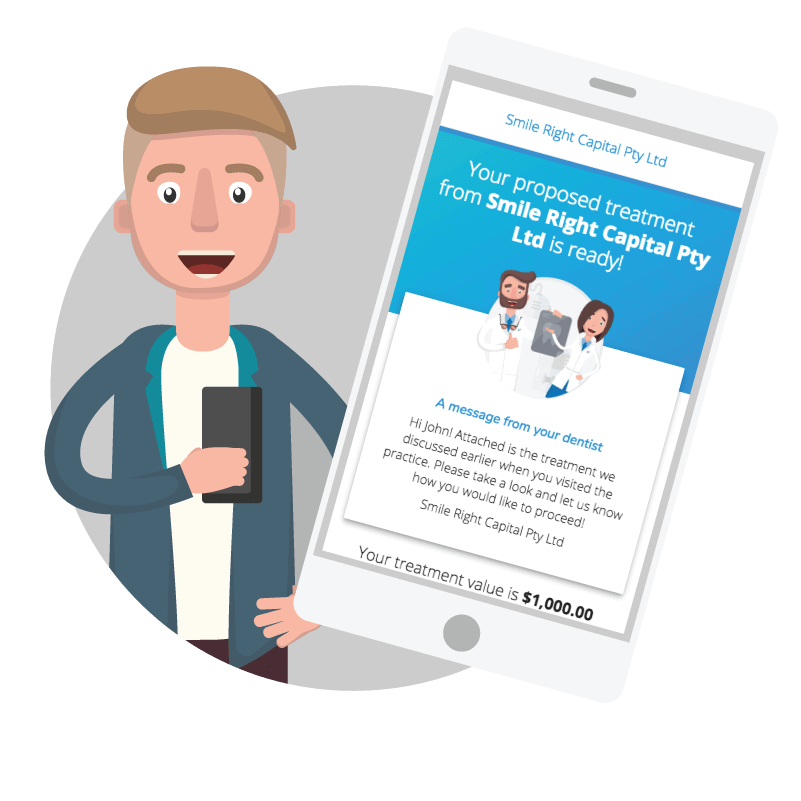 Smile Right Capital Pty Ltd
Your proposed treatment
from Smile Right Capital Pty
Ltd is ready!
A message from your dentist
Hi John! Attached is the treatment we
discussed earlier when you visited the
practice. Please take a look and let us know
how you would like to proceed!
Smile Right Capital Pty Ltd
Your treatment value is $1,000.00